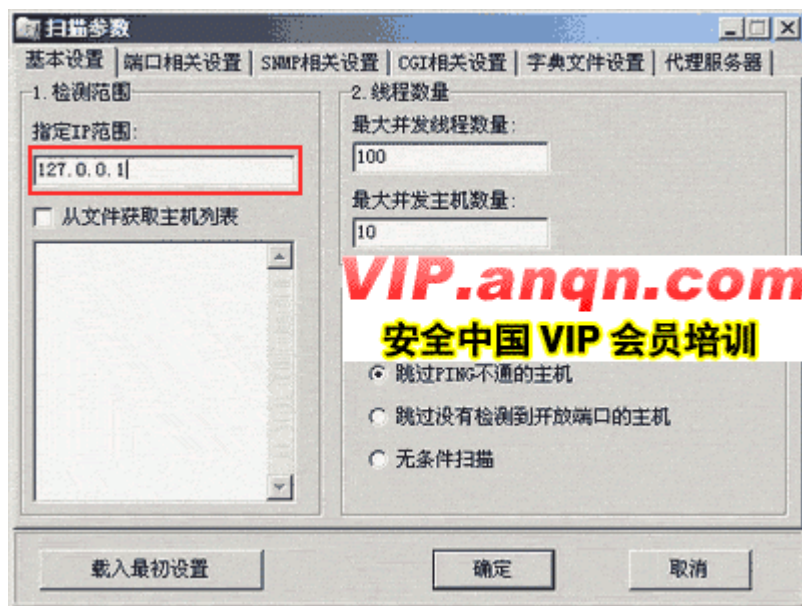 扫描参数
基本设置 端口相关设置 SNMP相关设置 CGI相关设置 字典文件设置 代理服务器
1.检测范围
指定IP范围:
127.0.0.1
从文件获取主机列表
2.线程数量
最大并发线程数量:
100
最大并发主机数量:
10
VIP.anqn.com
安全中国 VIP 会员培训
跳过PING不通的主机
跳过没有检测到开放端口的主机
无条件扫描
载入最初设置 确定 取消